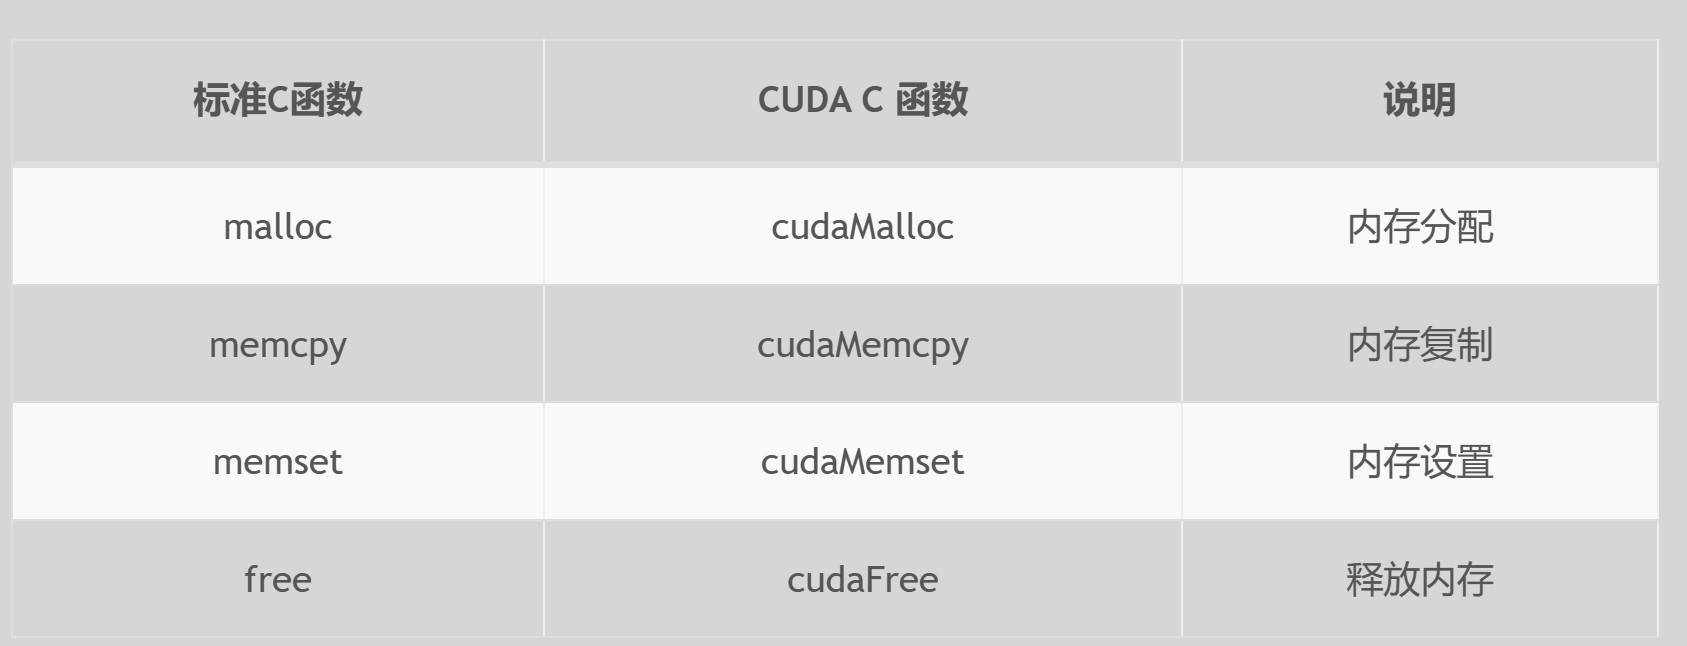 标准C函数 CUDA C 函数 说明
malloc cudaMalloc 内存分配
memcpy cudaMemcpy 内存复制
memset cudaMemset 内存设置
free cudaFree 释放内存